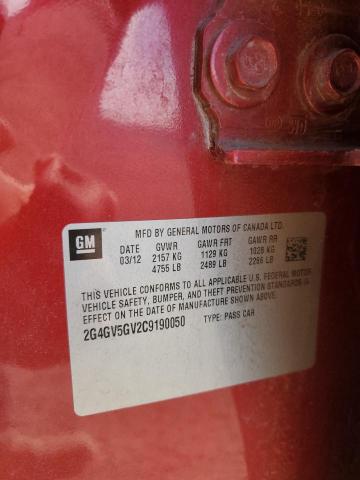 GM
MFD BY GENERAL MOTORS OF CANADA LTD.
DATE GVWR GAWR FRT GAWR RR
03/12 2157 KG 1129 KG 1028 KG
4755 LB 2489 LB 2266 LB
THIS VEHICLE CONFORMS TO ALL APPLICABLE U.S. FEDERAL MOTOR
VEHICLE SAFETY, BUMPER, AND THEFT PREVENTION STANDARDS IN
EFFECT ON THE DATE OF MANUFACTURE SHOWN ABOVE.
2G4GV5GV2C9190050 TYPE: PASS CAR